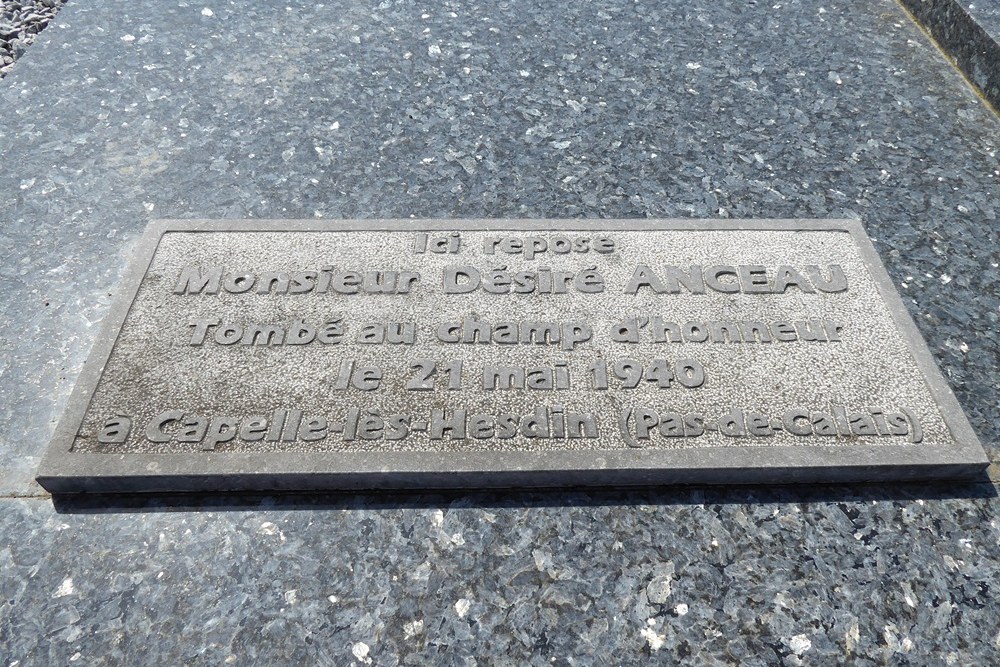 Ici repose
Monsieur Désiré ANCEAU
Tombé au champ d'honneur
le 21 mai 1940
à Capelle-lès-Hesdin (Pas-de-Calais)